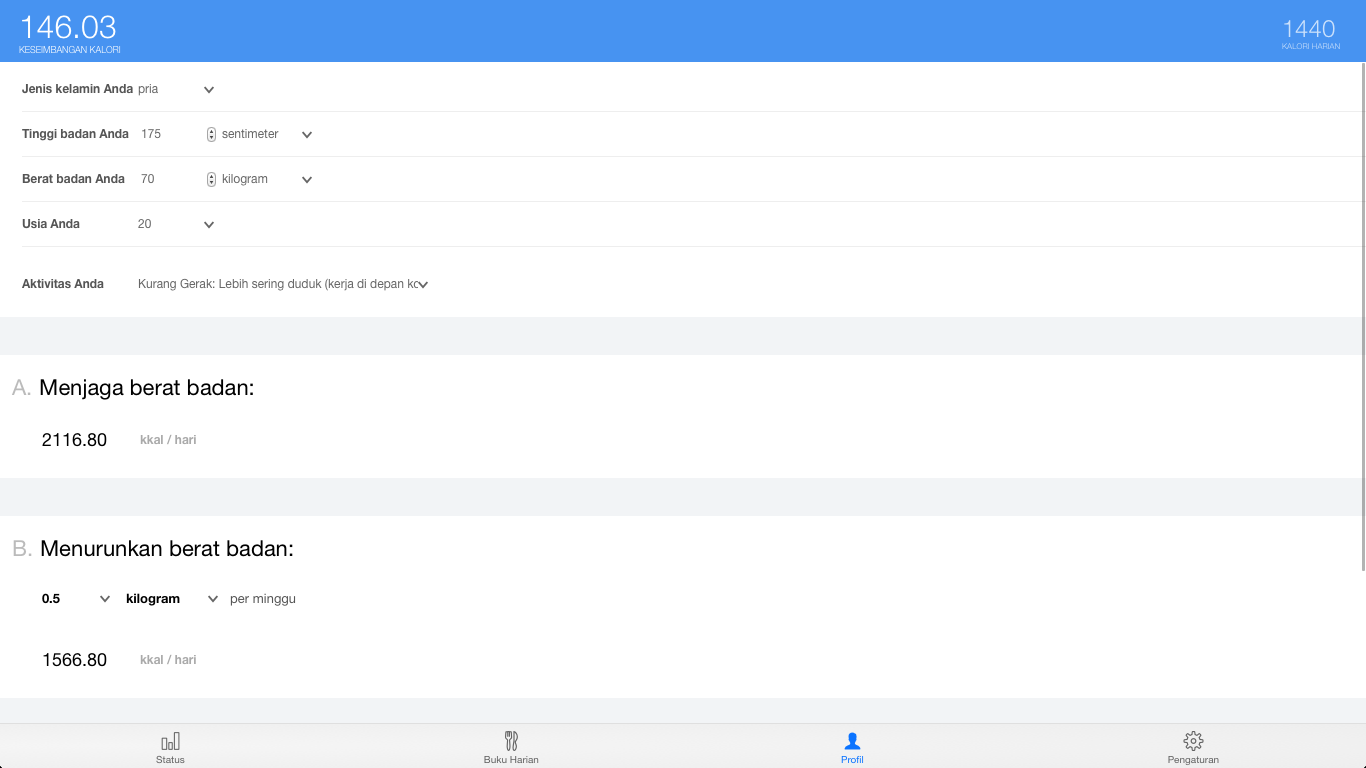 146.03
KESEIMBANGAN KALORI
1440
KALORI HARIAN
Jenis kelamin Anda pria
Tinggi badan Anda 175 sentimeter
Berat badan Anda 70 kilogram
Usia Anda 20
Aktivitas Anda Kurang Gerak: Lebih sering duduk (kerja di depan
A. Menjaga berat badan:
2116.80 kkal / hari
B. Menurunkan berat badan:
0.5 kilogram per minggu
1566.80 kkal / hari
Status Buku Harian Profil Pengaturan